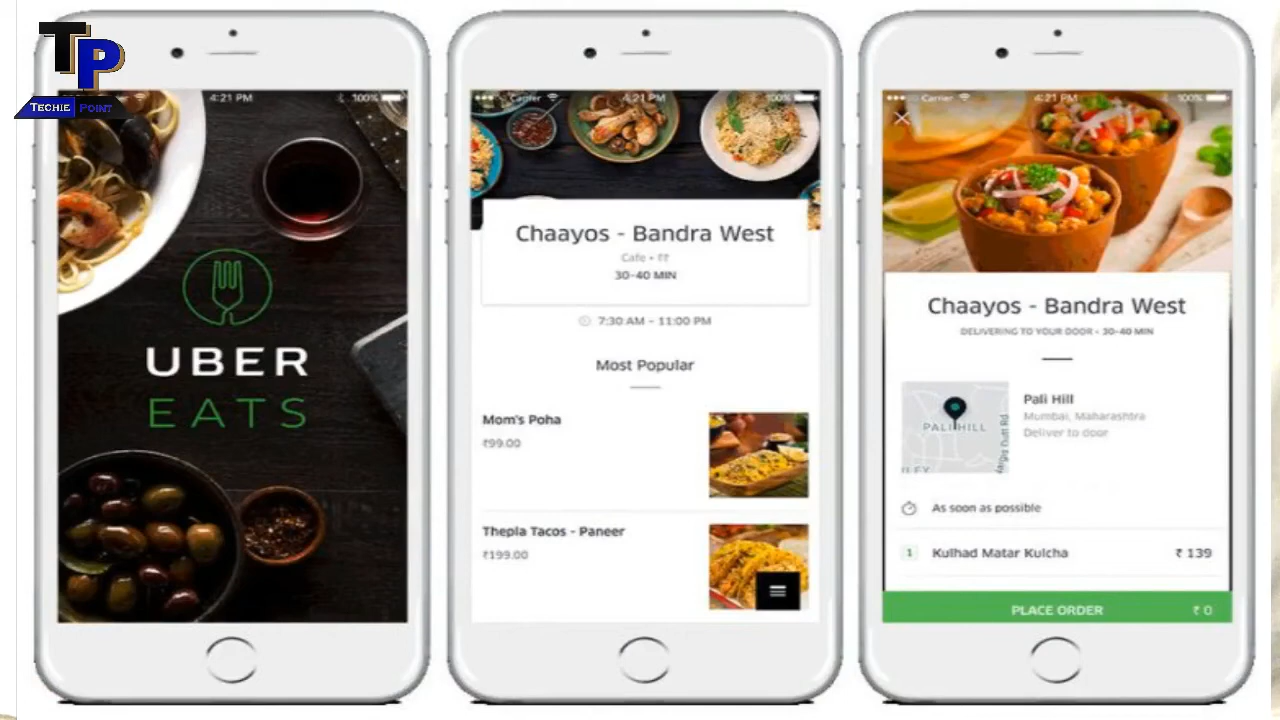 TP
TECHIE POINT
4:21 PM
100%
UBER
EATS
Carrier
4:21 PM
100%
Chaayos - Bandra West
Cafe • ₹₹
30-40 MIN
7:30 AM – 11:00 PM
Most Popular
Mom's Poha
₹99.00
Thepla Tacos - Paneer
₹199.00
Carrier
4:21 PM
100%
Chaayos - Bandra West
DELIVERING TO YOUR DOOR • 30-40 MIN
Pali Hill
Mumbai, Maharashtra
Deliver to door
PALI HILL
As soon as possible
1 Kulhad Matar Kulcha ₹ 139
PLACE ORDER ₹ 0